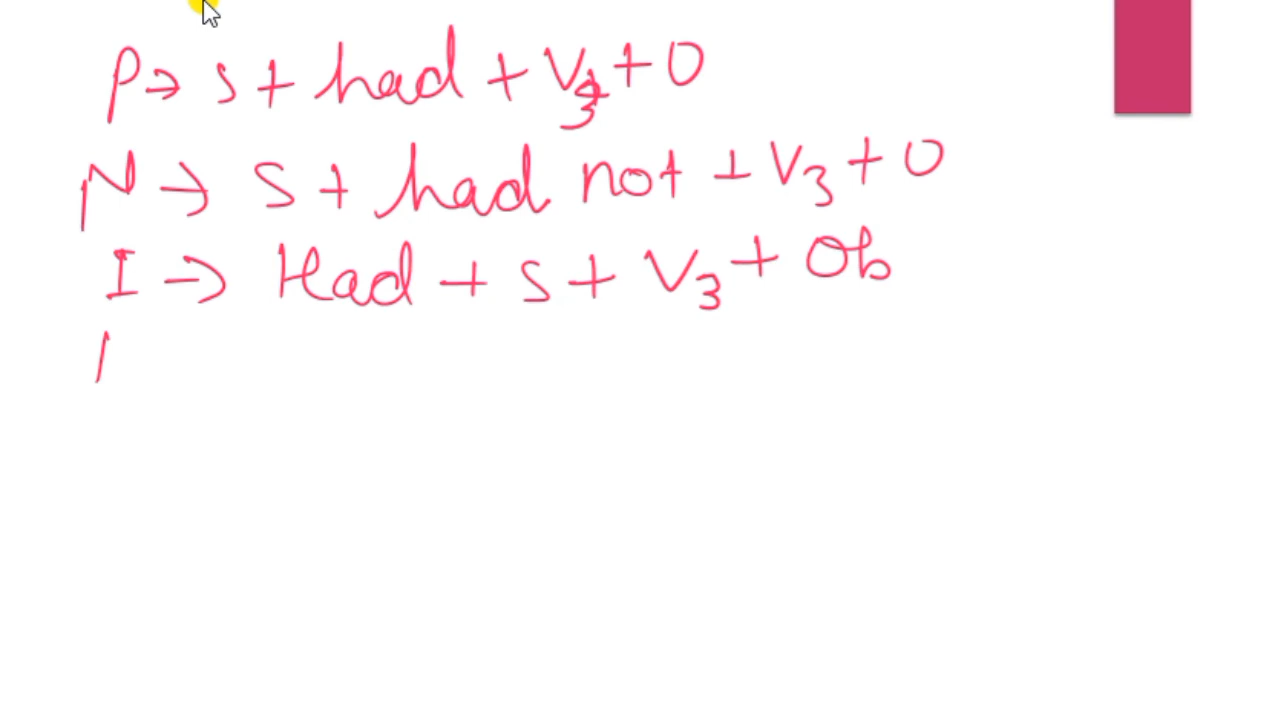 P → S + had + V3 + O
N → S + had not + V3 + O
I → Had + S + V3 + Ob